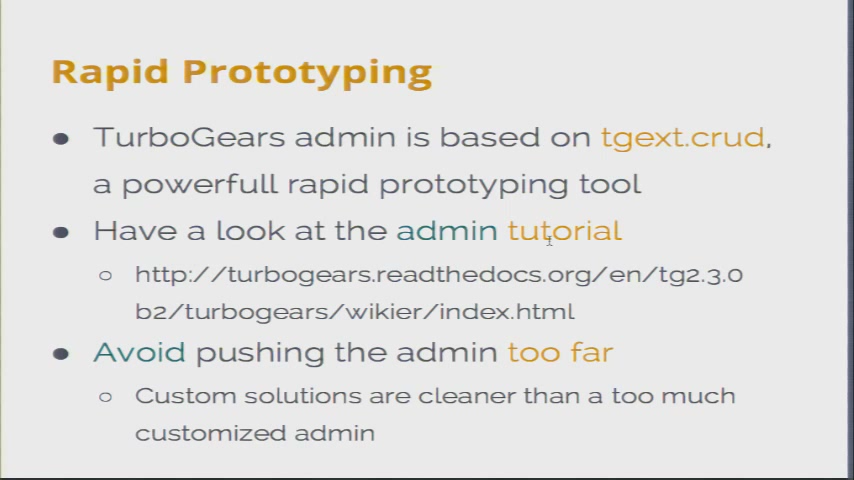 Rapid Prototyping
● TurboGears admin is based on tgext.crud,
a powerfull rapid prototyping tool
● Have a look at the admin tutorial
○ http://turbogears.readthedocs.org/en/tg2.3.0
b2/turbogears/wikier/index.html
● Avoid pushing the admin too far
○ Custom solutions are cleaner than a too much
customized admin